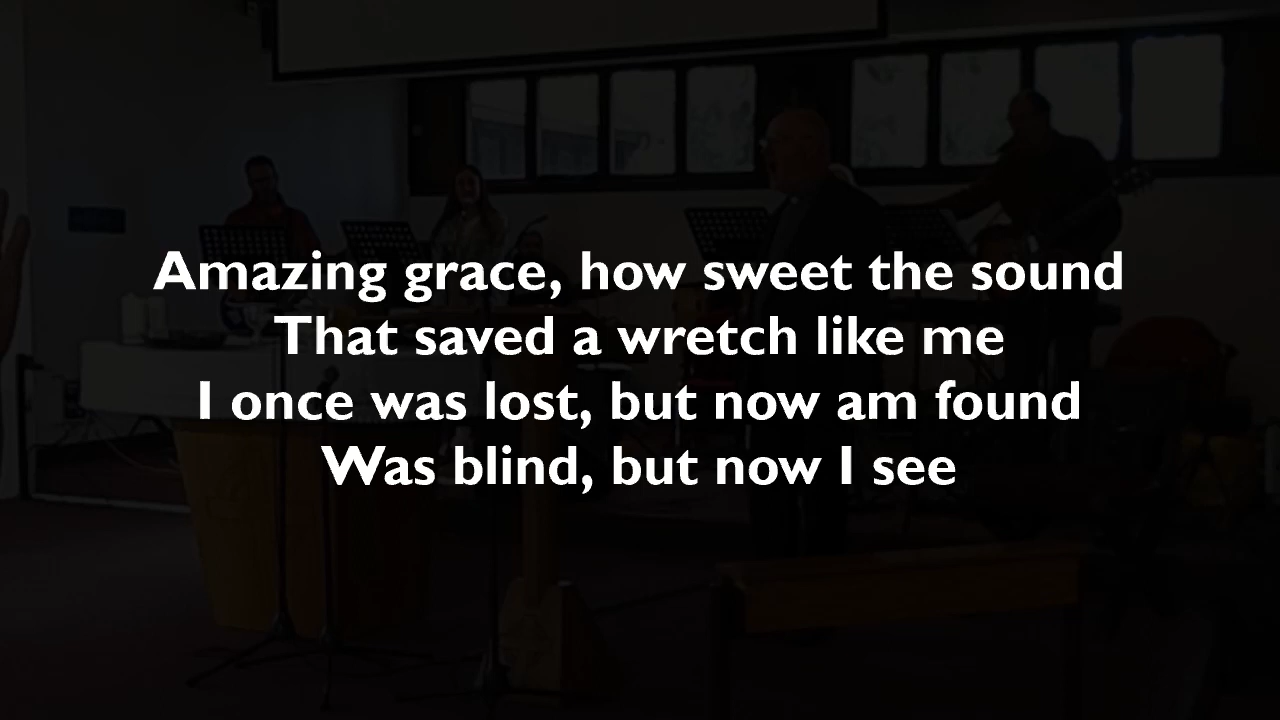 Amazing grace, how sweet the sound
That saved a wretch like me
I once was lost, but now am found
Was blind, but now I see